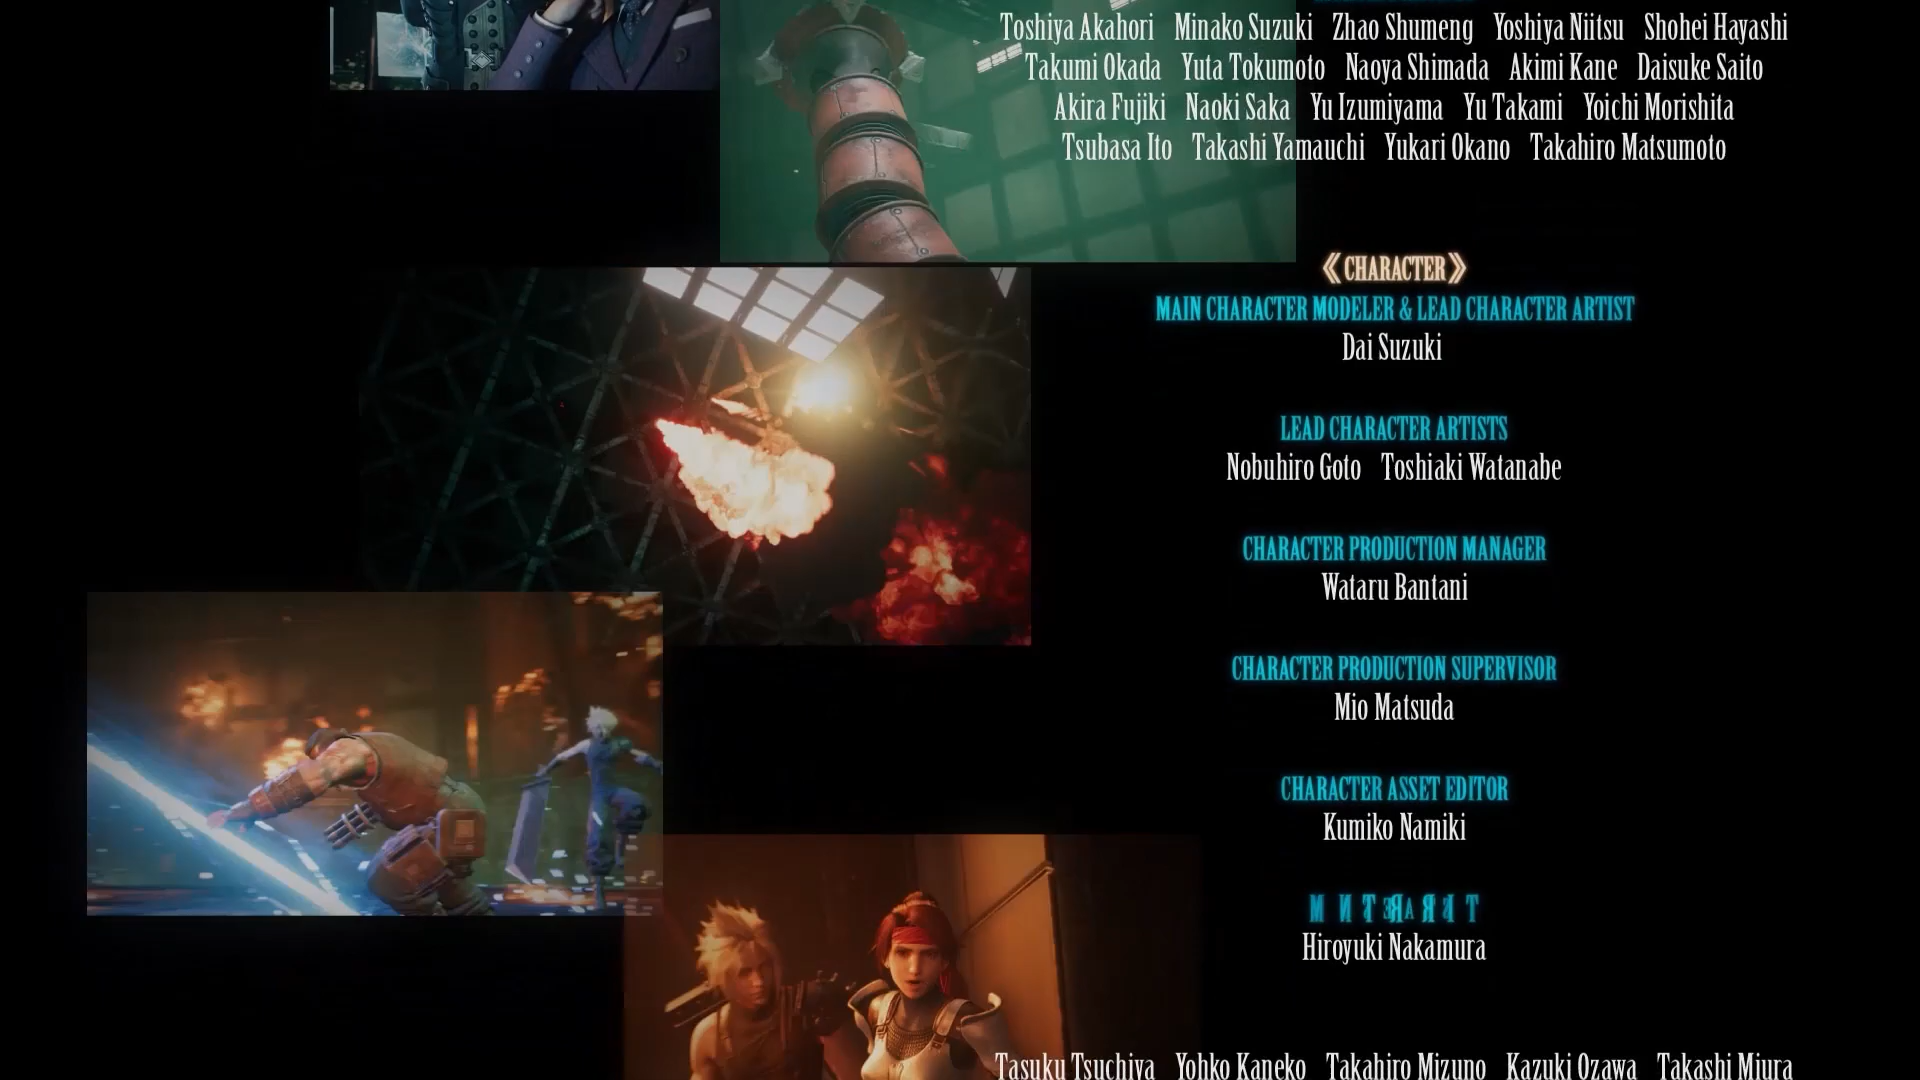 Toshiya Akahori Minako Suzuki Zhao Shumeng Yoshiya Niitsu Shohei Hayashi
Takumi Okada Yuta Tokumoto Naoya Shimada Akimi Kane Daisuke Saito
Akira Fujiki Naoki Saka Yu Izumiyama Yu Takami Yoichi Morishita
Tsubasa Ito Takashi Yamauchi Yukari Okano Takahiro Matsumoto
《CHARACTER》
MAIN CHARACTER MODELER & LEAD CHARACTER ARTIST
Dai Suzuki
LEAD CHARACTER ARTISTS
Nobuhiro Goto Toshiaki Watanabe
CHARACTER PRODUCTION MANAGER
Wataru Bantani
CHARACTER PRODUCTION SUPERVISOR
Mio Matsuda
CHARACTER ASSET EDITOR
Kumiko Namiki
Hiroyuki Nakamura
Tasuku Tsuchiya Yohko Kaneko Takahiro Mizuno Kazuki Ozawa Takashi Miura